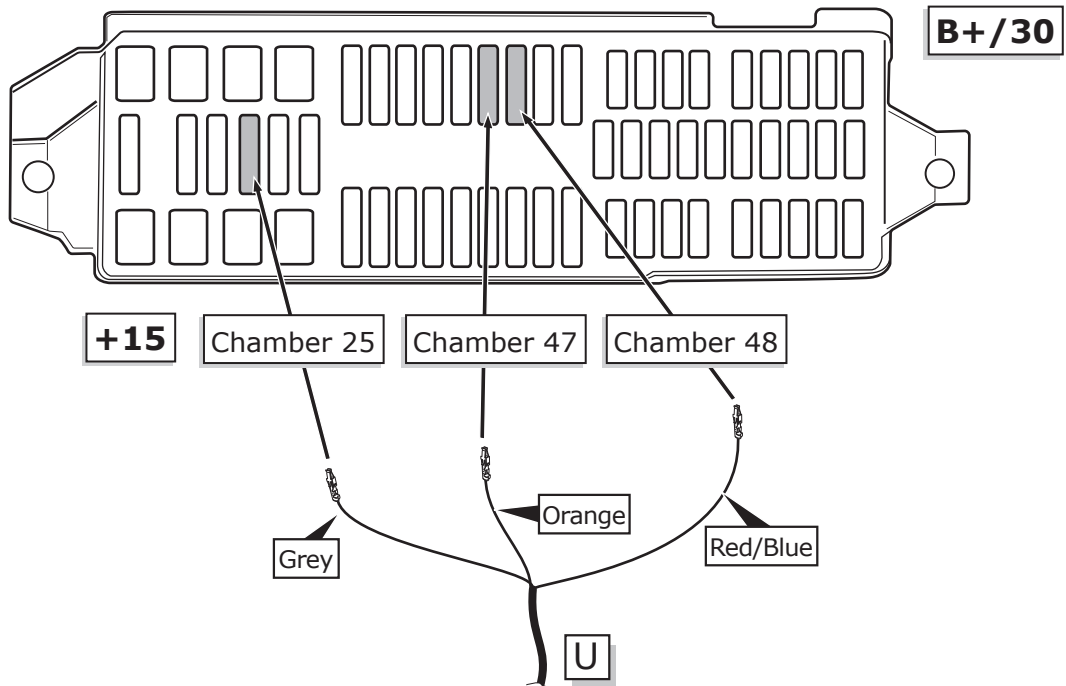 B+/30
+15
Chamber 25
Chamber 47
Chamber 48
Orange
Grey
Red/Blue
U